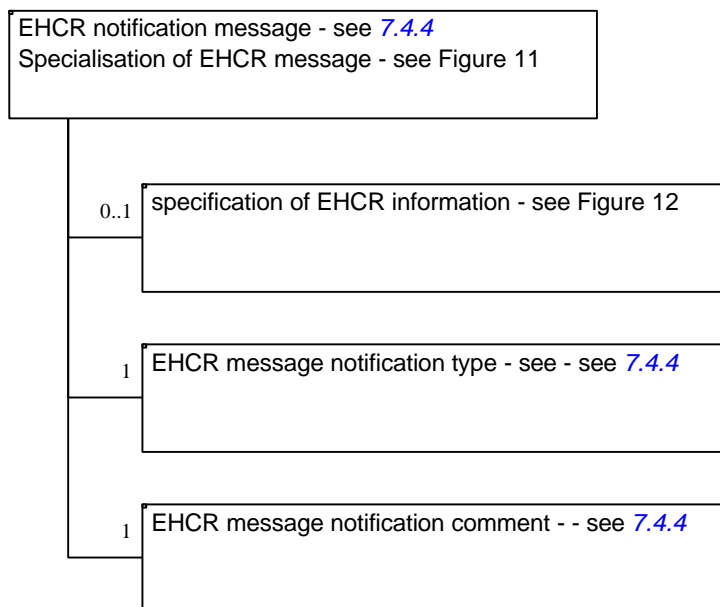 EHCR notification message - see 7.4.4
Specialisation of EHCR message - see Figure 11
0..1
specification of EHCR information - see Figure 12
1
EHCR message notification type - see - see 7.4.4
1
EHCR message notification comment - - see 7.4.4